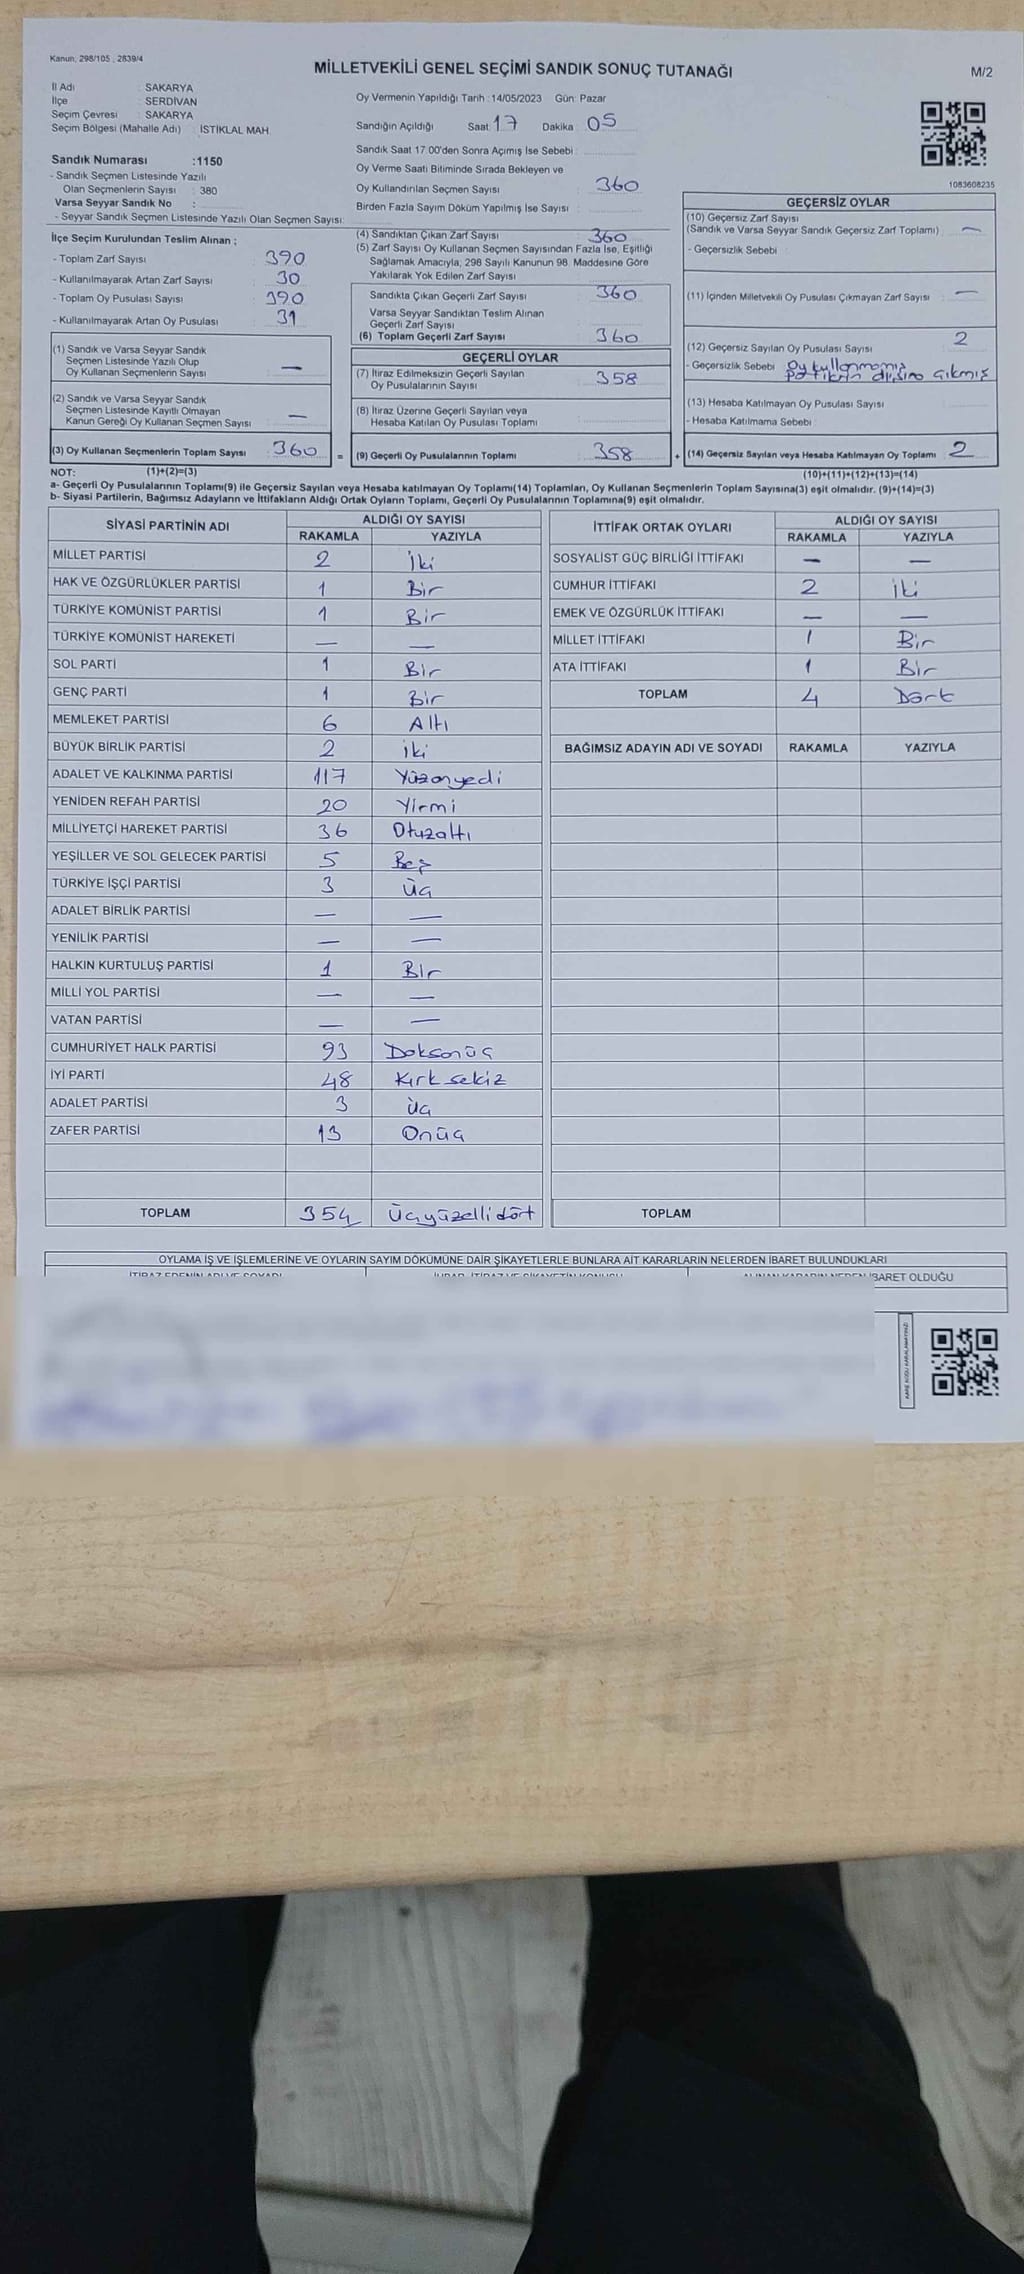 Kanun; 298/105 , 2839/4
MİLLETVEKİLİ GENEL SEÇİMİ SANDIK SONUÇ TUTANAĞI
M/2
İl Adı : SAKARYA
İlçe : SERDİVAN
Seçim Çevresi : SAKARYA
Seçim Bölgesi (Mahalle Adı) : İSTİKLAL MAH.
Sandık Numarası :1150
- Sandık Seçmen Listesinde Yazılı
Olan Seçmenlerin Sayısı : 380
Varsa Seyyar Sandık No :
- Seyyar Sandık Seçmen Listesinde Yazılı Olan Seçmen Sayısı:
Oy Vermenin Yapıldığı Tarih :14/05/2023 Gün: Pazar
Sandığın Açıldığı Saat: 17 Dakika: 05
Sandık Saat 17:00'den Sonra Açımış İse Sebebi :
Oy Verme Saati Bitiminde Sırada Bekleyen ve
Oy Kullandırılan Seçmen Sayısı : 360
Birden Fazla Sayım Döküm Yapılmış İse Sayısı :
1083608235
İlçe Seçim Kurulundan Teslim Alınan ;
- Toplam Zarf Sayısı : 390
- Kullanılmayarak Artan Zarf Sayısı : 30
- Toplam Oy Pusulası Sayısı : 390
- Kullanılmayarak Artan Oy Pusulası : 31
(1) Sandık ve Varsa Seyyar Sandık
Seçmen Listesinde Yazılı Olup
Oy Kullanan Seçmenlerin Sayısı : —
(2) Sandık ve Varsa Seyyar Sandık
Seçmen Listesinde Kayıtlı Olmayan
Kanun Gereği Oy Kullanan Seçmen Sayısı : —
(3) Oy Kullanan Seçmenlerin Toplam Sayısı : 360 =
(4) Sandıktan Çıkan Zarf Sayısı : 360
(5) Zarf Sayısı Oy Kullanan Seçmen Sayısından Fazla İse, Eşitliği
Sağlamak Amacıyla, 298 Sayılı Kanunun 98. Maddesine Göre
Yakılarak Yok Edilen Zarf Sayısı :
Sandıkta Çıkan Geçerli Zarf Sayısı : 360
Varsa Seyyar Sandıktan Teslim Alınan
Geçerli Zarf Sayısı :
(6) Toplam Geçerli Zarf Sayısı : 360
GEÇERLİ OYLAR
(7) İtiraz Edilmeksizin Geçerli Sayılan
Oy Pusulalarının Sayısı : 358
(8) İtiraz Üzerine Geçerli Sayılan veya
Hesaba Katılan Oy Pusulası Toplamı :
(9) Geçerli Oy Pusulalarının Toplamı : 358 +
GEÇERSİZ OYLAR
(10) Geçersiz Zarf Sayısı
(Sandık ve Varsa Seyyar Sandık Geçersiz Zarf Toplamı) : —
- Geçersizlik Sebebi :
(11) İçinden Milletvekili Oy Pusulası Çıkmayan Zarf Sayısı : —
(12) Geçersiz Sayılan Oy Pusulası Sayısı : 2
- Geçersizlik Sebebi : Oy kullanmamış
çıkmış
(13) Hesaba Katılmayan Oy Pusulası Sayısı :
- Hesaba Katılmama Sebebi :
(14) Geçersiz Sayılan veya Hesaba Katılmayan Oy Toplamı : 2
NOT: (1)+(2)=(3)
(10)+(11)+(12)+(13)=(14)
a- Geçerli Oy Pusulalarının Toplamı(9) ile Geçersiz Sayılan veya Hesaba katılmayan Oy Toplamı(14) Toplamları, Oy Kullanan Seçmenlerin Toplam Sayısına(3) eşit olmalıdır. (9)+(14)=(3)
b- Siyasi Partilerin, Bağımsız Adayların ve İttifakların Aldığı Ortak Oyların Toplamı, Geçerli Oy Pusulalarının Toplamına(9) eşit olmalıdır.
SİYASİ PARTİNİN ADI ALDIĞI OY SAYISI
RAKAMLA YAZIYLA
MİLLET PARTİSİ 2 İki
HAK VE ÖZGÜRLÜKLER PARTİSİ 1 Bir
TÜRKİYE KOMÜNİST PARTİSİ 1 Bir
TÜRKİYE KOMÜNİST HAREKETİ — —
SOL PARTİ 1 Bir
GENÇ PARTİ 1 Bir
MEMLEKET PARTİSİ 6 Altı
BÜYÜK BİRLİK PARTİSİ 2 İki
ADALET VE KALKINMA PARTİSİ 117 Yüzonyedi
YENİDEN REFAH PARTİSİ 20 Yirmi
MİLLİYETÇİ HAREKET PARTİSİ 36 Otuzaltı
YEŞİLLER VE SOL GELECEK PARTİSİ 5 Beş
TÜRKİYE İŞÇİ PARTİSİ 3 Üç
ADALET BİRLİK PARTİSİ — —
YENİLİK PARTİSİ — —
HALKIN KURTULUŞ PARTİSİ 1 Bir
MİLLİ YOL PARTİSİ — —
VATAN PARTİSİ — —
CUMHURİYET HALK PARTİSİ 93 Doksanüç
İYİ PARTİ 48 Kırksekiz
ADALET PARTİSİ 3 Üç
ZAFER PARTİSİ 13 Onüç
TOPLAM 354 Üçyüzellidört
İTTİFAK ORTAK OYLARI ALDIĞI OY SAYISI
RAKAMLA YAZIYLA
SOSYALİST GÜÇ BİRLİĞİ İTTİFAKI — —
CUMHUR İTTİFAKI 2 iki
EMEK VE ÖZGÜRLÜK İTTİFAKI — —
MİLLET İTTİFAKI 1 Bir
ATA İTTİFAKI 1 Bir
TOPLAM 4 Dört
BAĞIMSIZ ADAYIN ADI VE SOYADI RAKAMLA YAZIYLA
TOPLAM
OYLAMA İŞ VE İŞLEMLERİNE VE OYLARIN SAYIM DÖKÜMÜNE DAİR ŞİKAYETLERLE BUNLARA AİT KARARLARIN NELERDEN İBARET BULUNDUKLARI
İTİRAZ EDENİN ADI VE SOYADI İHBAR, İTİRAZ VE ŞİKAYETİN KONUSU ALINAN KARARIN NEDEN İBARET OLDUĞU
KARE KODU KARALAMAYINIZ!